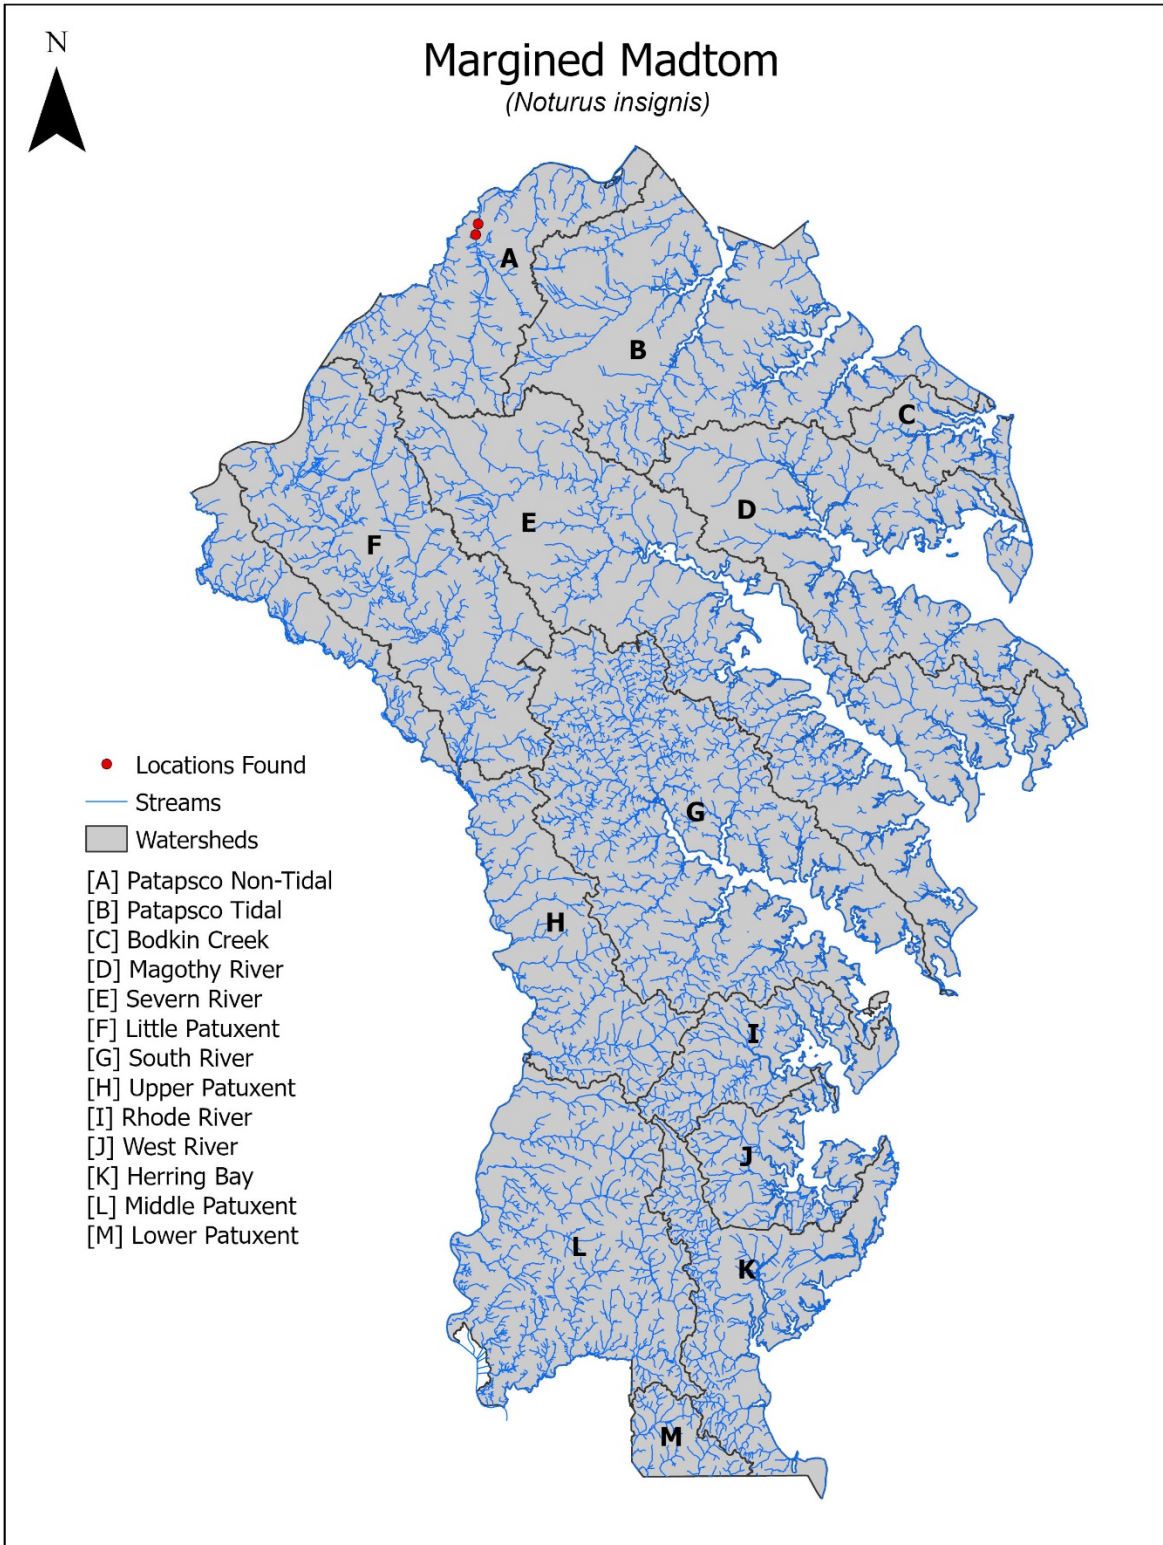 N
Margined Madtom
(Noturus insignis)
A
B
C
D
E
F
G
H
I
J
K
L
M
Locations Found
Streams
Watersheds
[A] Patapsco Non-Tidal
[B] Patapsco Tidal
[C] Bodkin Creek
[D] Magothy River
[E] Severn River
[F] Little Patuxent
[G] South River
[H] Upper Patuxent
[I] Rhode River
[J] West River
[K] Herring Bay
[L] Middle Patuxent
[M] Lower Patuxent